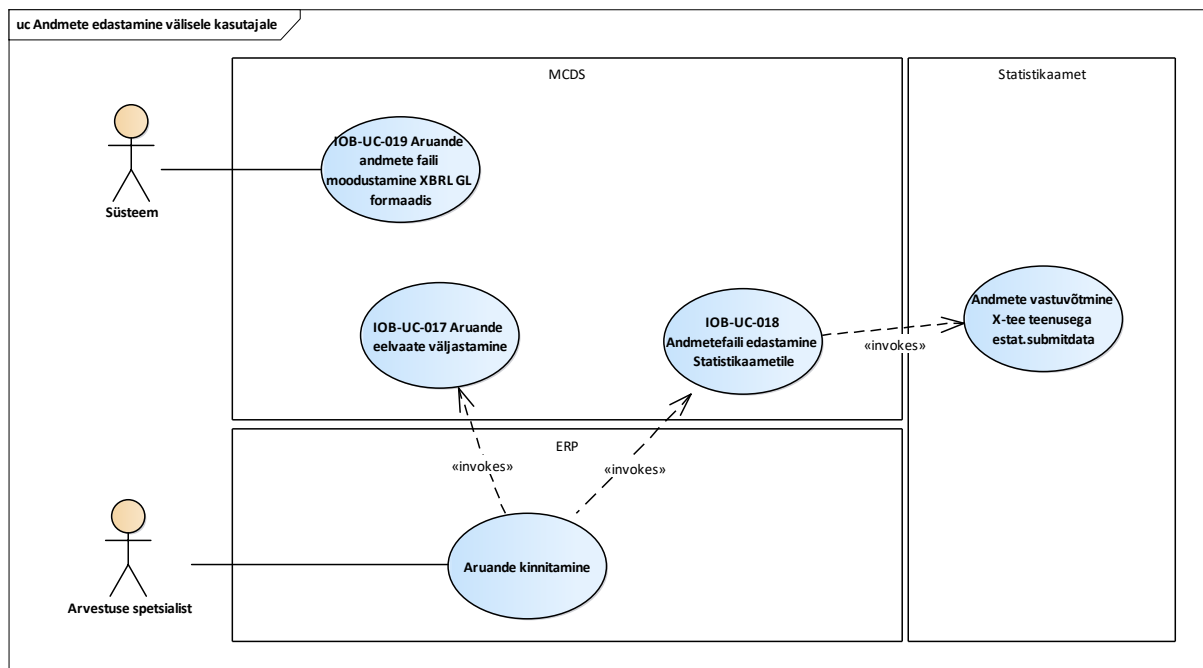 uc Andmete edastamine välisele kasutajale
MCDS
Statistikaamet
IOB-UC-019 Aruande
andmete faili
moodustamine XBRL GL
formaadis
Süsteem
IOB-UC-017 Aruande
eelvaate väljastamine
IOB-UC-018
Andmetefaili edastamine
Statistikaametile
«invokes»
Andmete vastuvõtmine
X-tee teenusega
estat.submitdata
ERP
«invokes»
«invokes»
Aruande kinnitamine
Arvestuse spetsialist